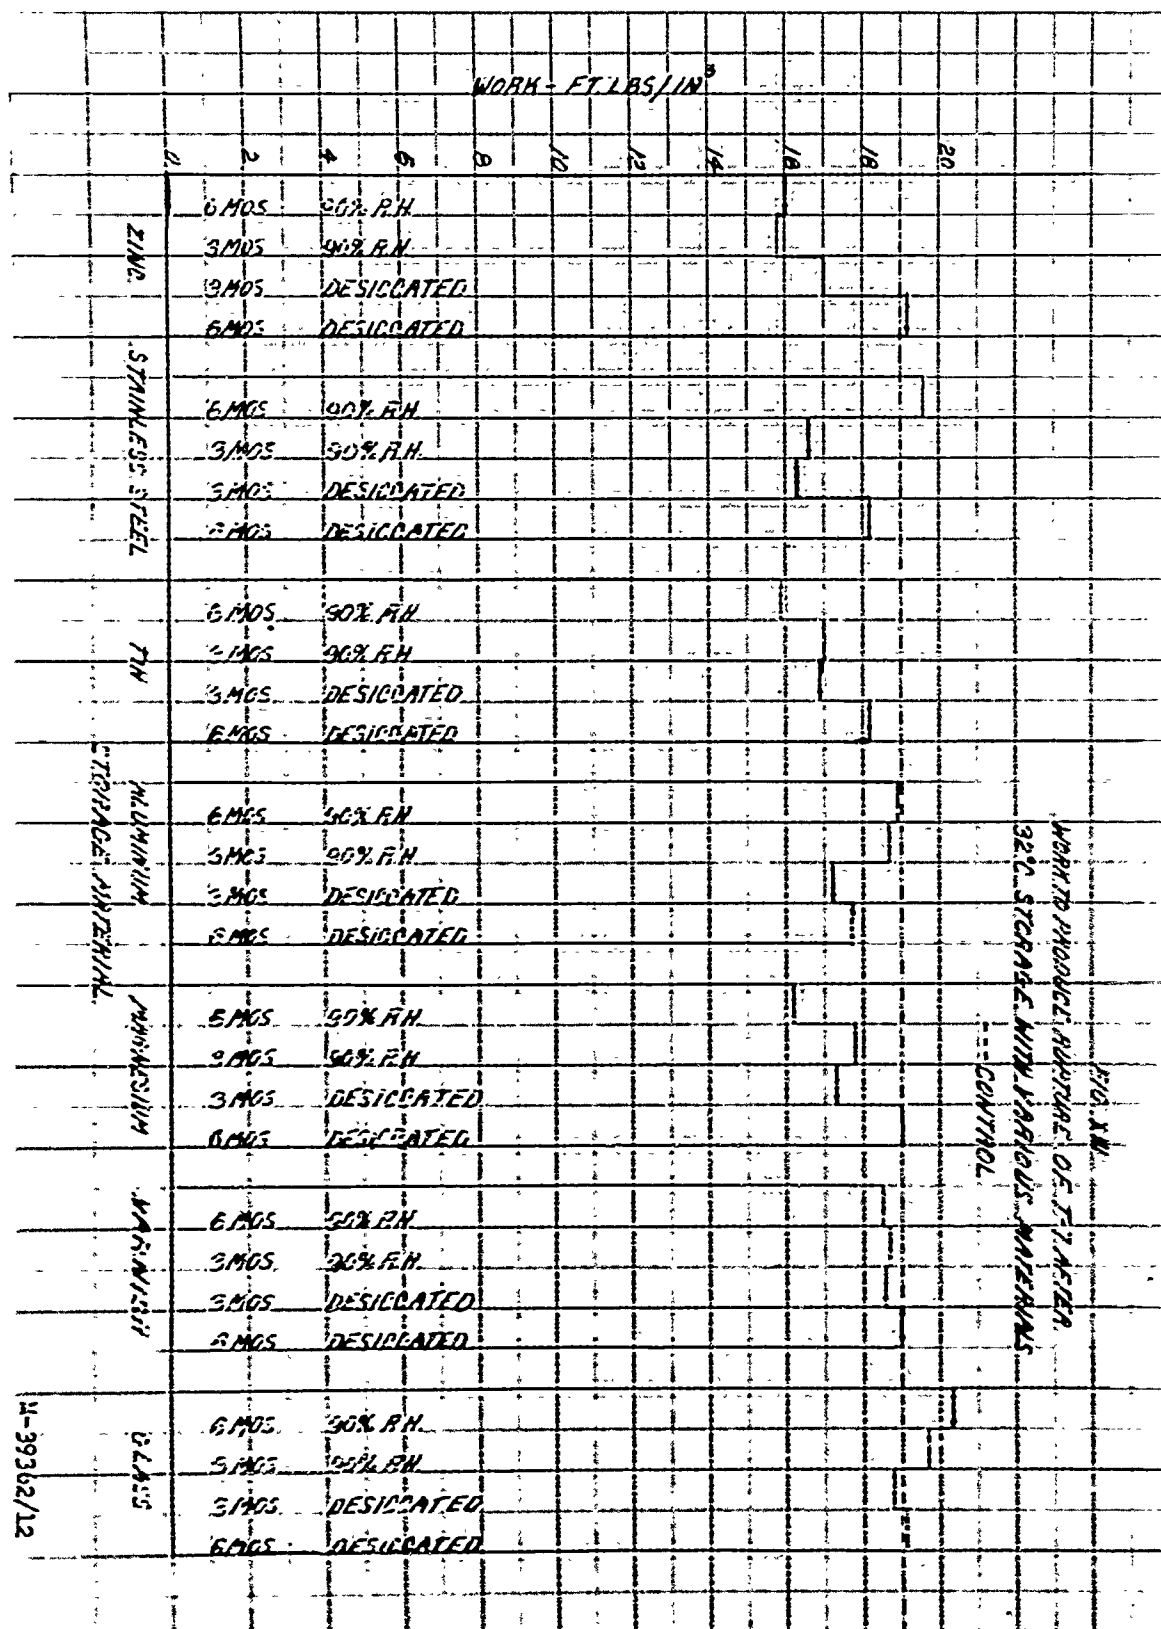 WORK - FT. LBS/IN³
0 2 4 6 8 10 12 14 16 18 20
ZINC
6 MOS 90% R.H.
3 MOS 90% R.H.
3 MOS DESICCATED
6 MOS DESICCATED
STAINLESS STEEL
6 MOS 90% R.H.
3 MOS 90% R.H.
3 MOS DESICCATED
6 MOS DESICCATED
TIN
6 MOS. 90% R.H.
3 MOS 90% R.H.
3 MOS. DESICCATED
6 MOS DESICCATED
ALUMINUM
6 MOS 90% R.H.
3 MOS 90% R.H.
3 MOS DESICCATED
6 MOS DESICCATED
MAGNESIUM
6 MOS 90% R.H.
3 MOS 90% R.H.
3 MOS DESICCATED
6 MOS DESICCATED
VARNISH
6 MOS 90% R.H.
3 MOS. 90% R.H.
3 MOS DESICCATED
6 MOS DESICCATED
GLASS
6 MOS 90% R.H.
3 MOS 90% R.H.
3 MOS DESICCATED
6 MOS DESICCATED
STORAGE MATERIAL
FIG.
WORK TO PRODUCE RUPTURE OF T-7 AFTER
32°C. STORAGE WITH VARIOUS MATERIALS
--- CONTROL
M-39362/12